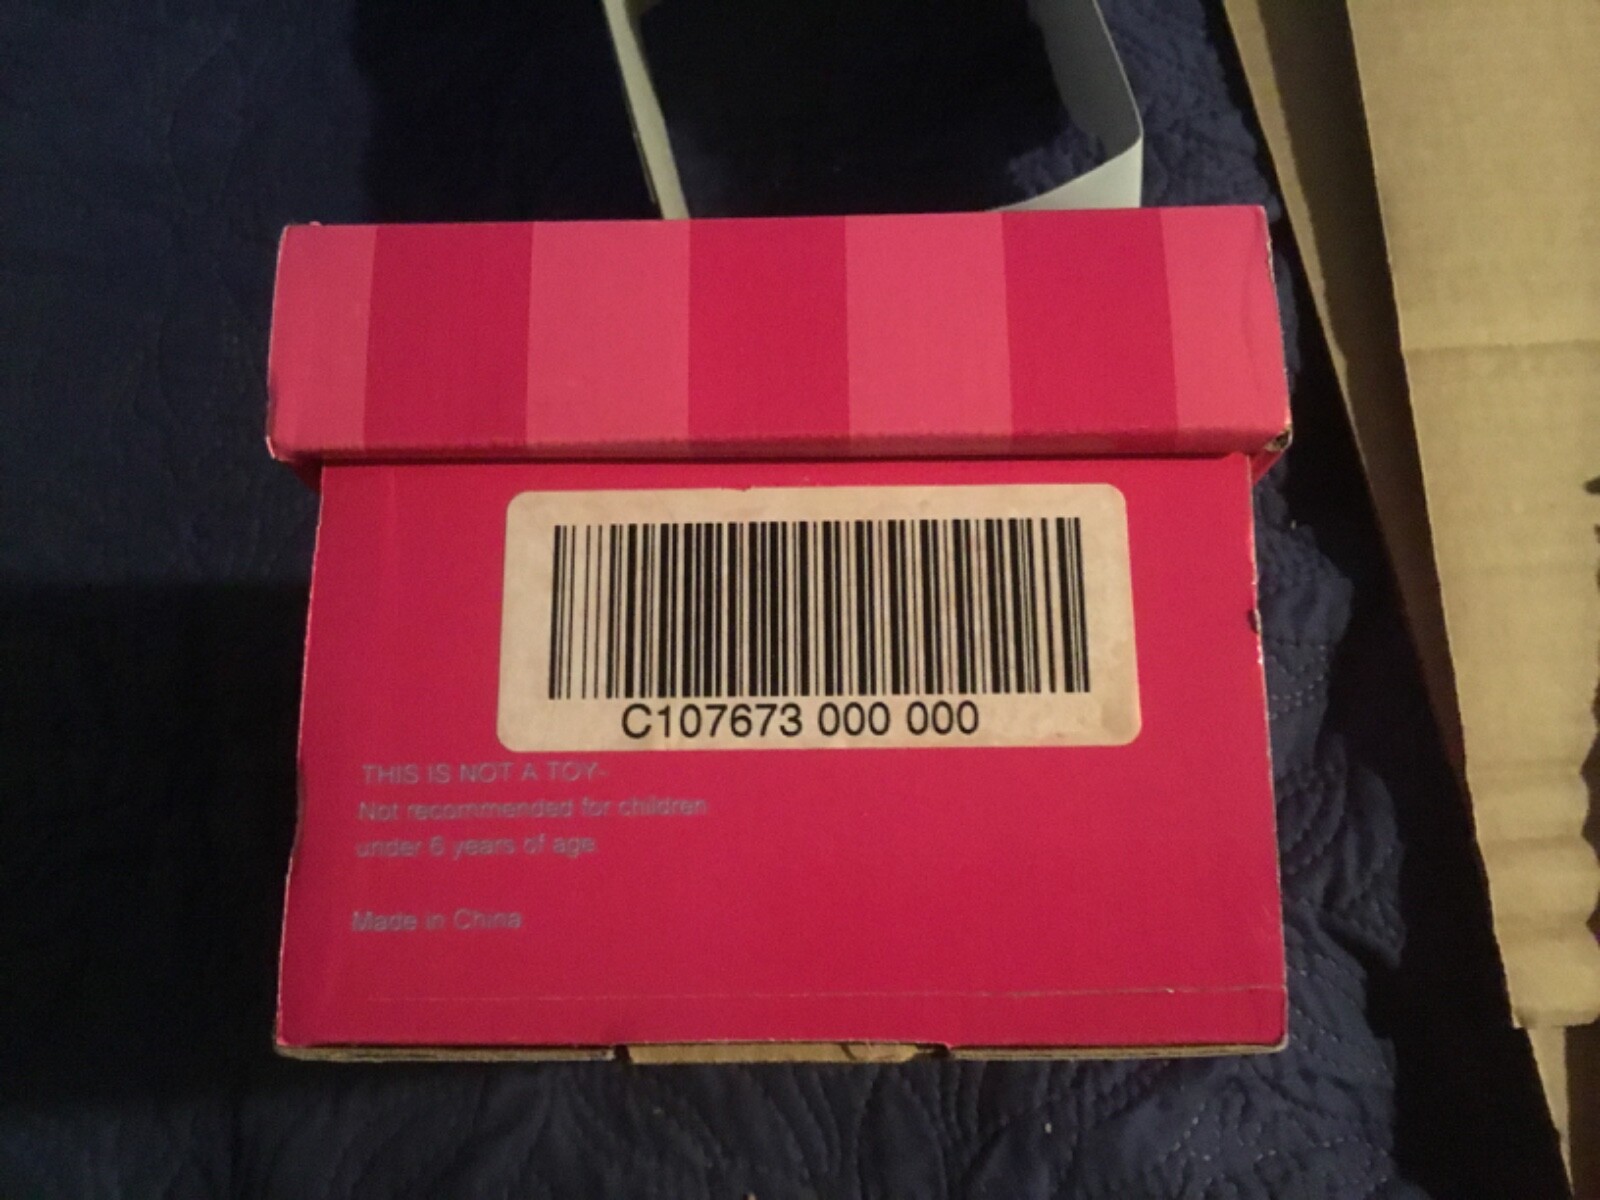 C107673 000 000
THIS IS NOT A TOY-
Not recommended for children
under 6 years of age
Made in China